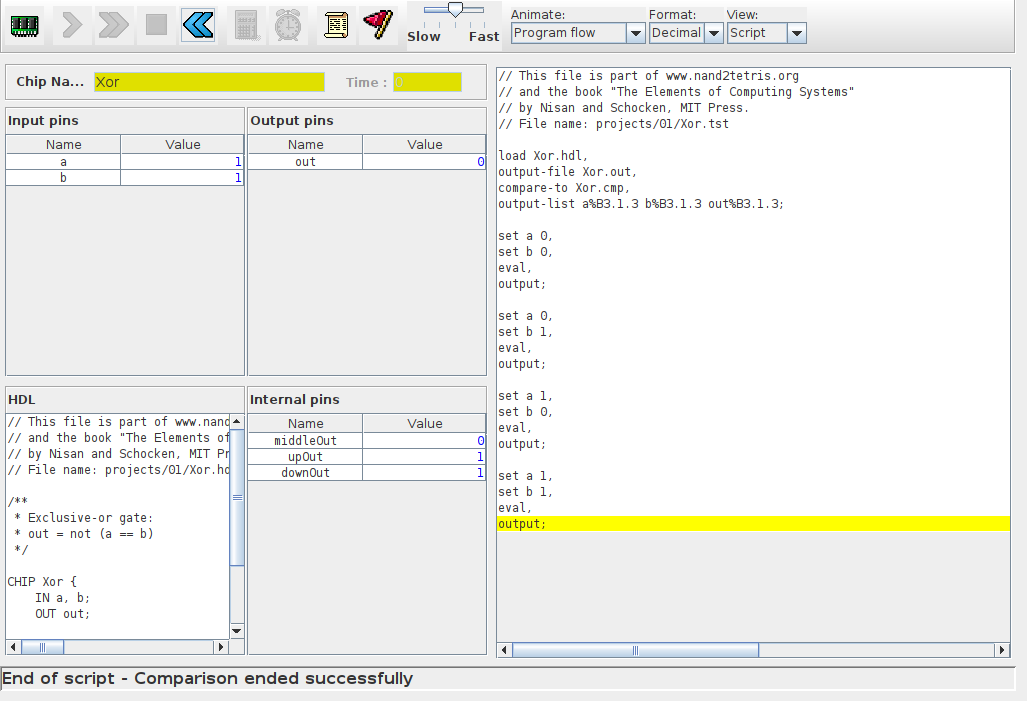 Slow Fast
Animate:
Program flow
Format:
Decimal
View:
Script
Chip Na...
Xor
Time :
0
Input pins
Name Value
a 1
b 1
Output pins
Name Value
out 0
HDL
// This file is part of www.nand
// and the book "The Elements of
// by Nisan and Schocken, MIT Pr
// File name: projects/01/Xor.hd
/**
* Exclusive-or gate:
* out = not (a == b)
*/
CHIP Xor {
IN a, b;
OUT out;
Internal pins
Name Value
middleOut 0
upOut 1
downOut 1
// This file is part of www.nand2tetris.org
// and the book "The Elements of Computing Systems"
// by Nisan and Schocken, MIT Press.
// File name: projects/01/Xor.tst
load Xor.hdl,
output-file Xor.out,
compare-to Xor.cmp,
output-list a%B3.1.3 b%B3.1.3 out%B3.1.3;
set a 0,
set b 0,
eval,
output;
set a 0,
set b 1,
eval,
output;
set a 1,
set b 0,
eval,
output;
set a 1,
set b 1,
eval,
output;
End of script - Comparison ended successfully